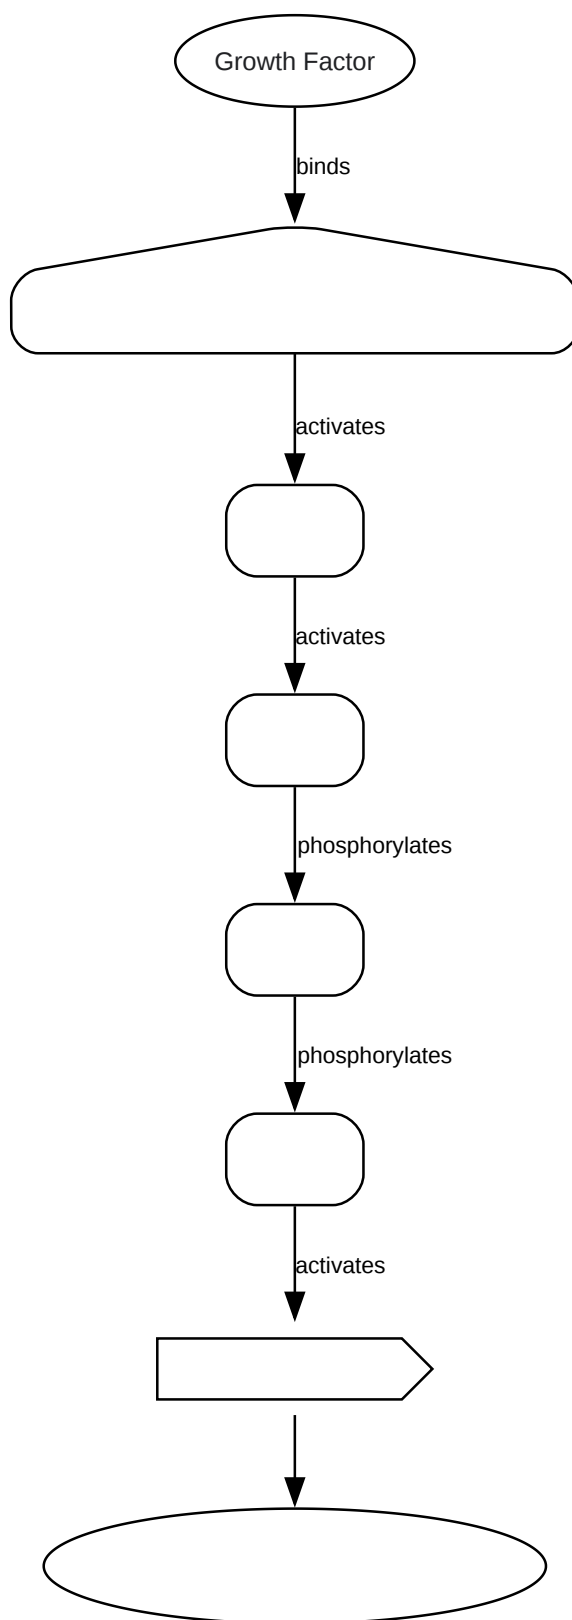 Growth Factor
binds
activates
activates
phosphorylates
phosphorylates
activates